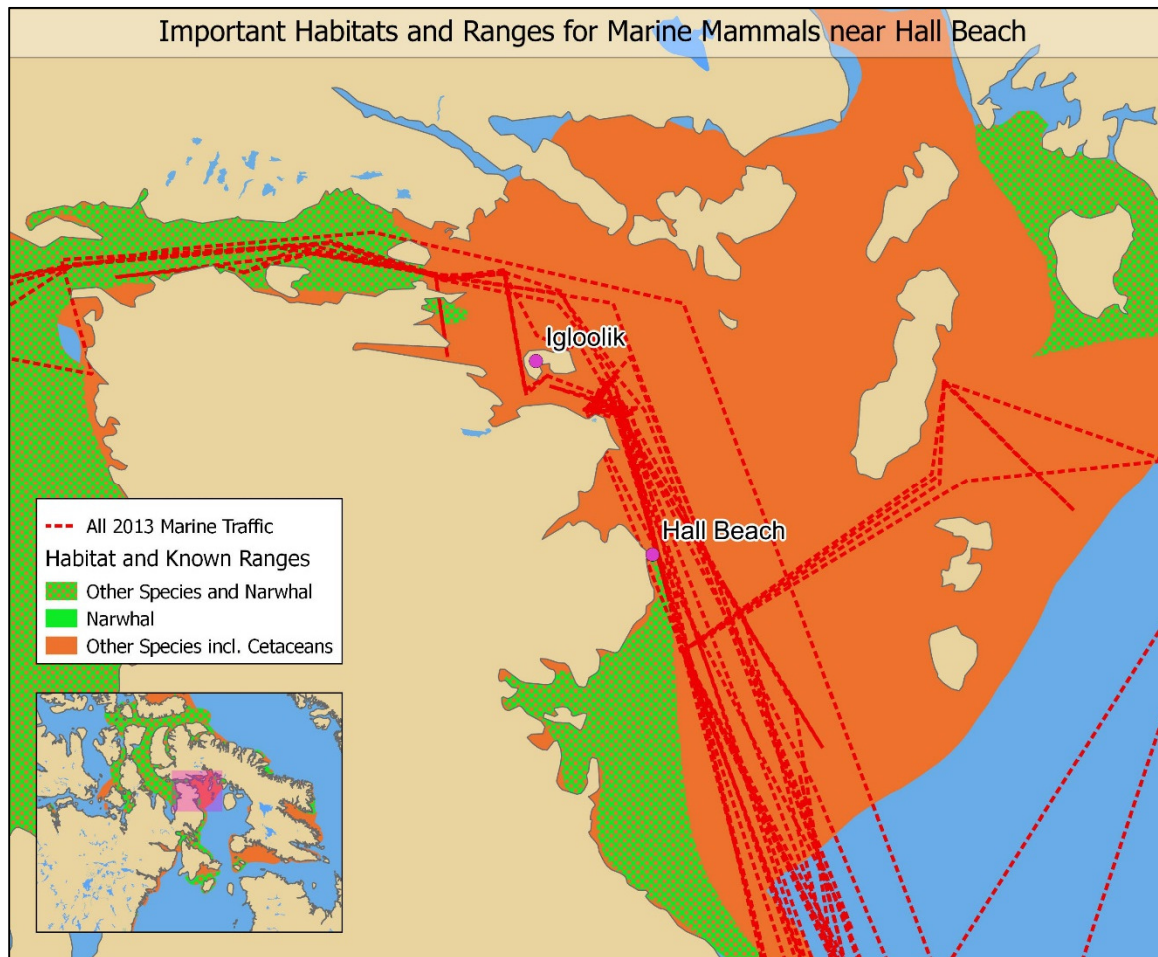 Important Habitats and Ranges for Marine Mammals near Hall Beach
Igloolik
Hall Beach
All 2013 Marine Traffic
Habitat and Known Ranges
Other Species and Narwhal
Narwhal
Other Species incl. Cetaceans